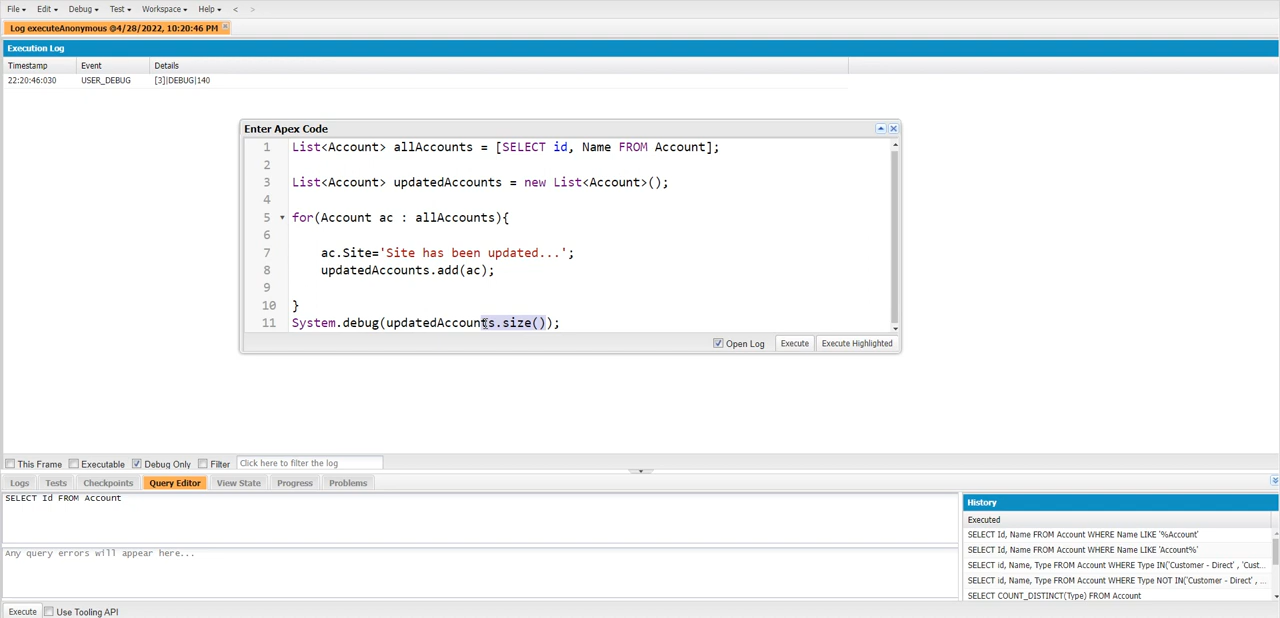 File Edit Debug Test Workspace Help < >
Log executeAnonymous @4/28/2022, 10:20:46 PM
Execution Log
Timestamp Event Details
22:20:46:030 USER_DEBUG [3]|DEBUG|140
Enter Apex Code
1 List<Account> allAccounts = [SELECT id, Name FROM Account];
2
3 List<Account> updatedAccounts = new List<Account>();
4
5 for(Account ac : allAccounts){
6
7 ac.Site='Site has been updated...';
8 updatedAccounts.add(ac);
9
10 }
11 System.debug(updatedAccounts.size());
Open Log Execute Execute Highlighted
This Frame Executable Debug Only Filter Click here to filter the log
Logs Tests Checkpoints Query Editor View State Progress Problems
SELECT Id FROM Account
Any query errors will appear here...
History
Executed
SELECT Id, Name FROM Account WHERE Name LIKE '%Account'
SELECT Id, Name FROM Account WHERE Name LIKE 'Account%'
SELECT id, Name, Type FROM Account WHERE Type IN('Customer - Direct' , 'Cust...
SELECT id, Name, Type FROM Account WHERE Type NOT IN('Customer - Direct' , ...
SELECT COUNT_DISTINCT(Type) FROM Account
Execute Use Tooling API